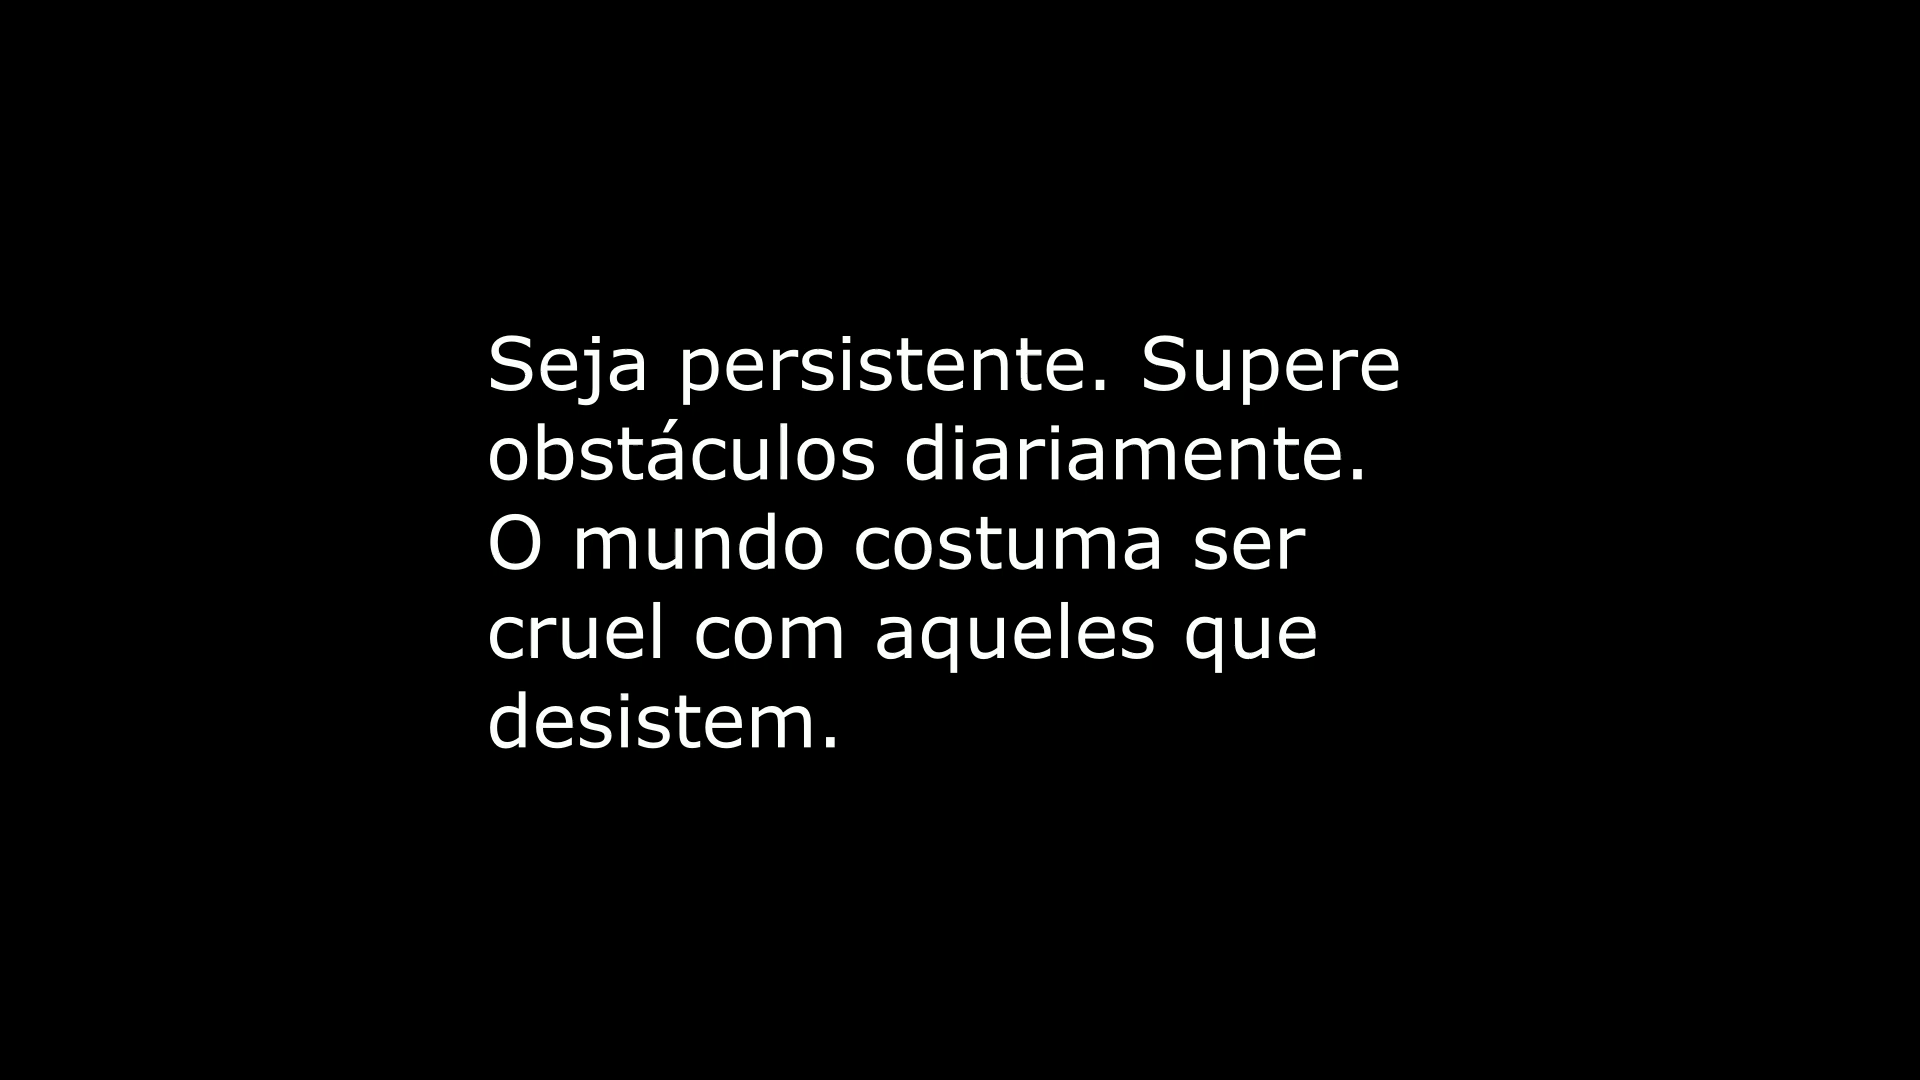 Seja persistente. Supere
obstáculos diariamente.
O mundo costuma ser
cruel com aqueles que
desistem.